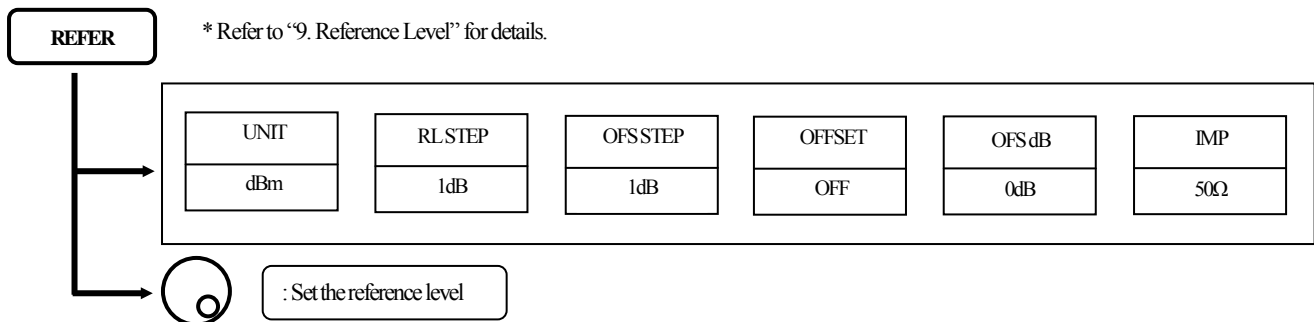 REFER
* Refer to “9. Reference Level” for details.
UNIT
RL STEP
OFS STEP
OFFSET
OFS dB
IMP
dBm
1dB
1dB
OFF
0dB
50Ω
: Set the reference level